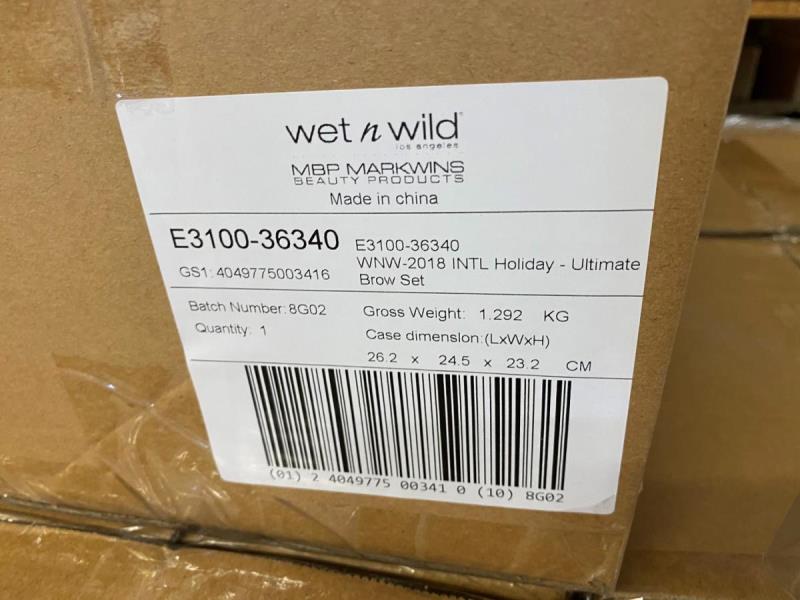 wet n wild
los angeles
MBP MARKWINS
BEAUTY PRODUCTS
Made in china
E3100-36340
GS1: 4049775003416
E3100-36340
WNW-2018 INTL Holiday - Ultimate
Brow Set
Batch Number: 8G02
Quantity: 1
Gross Weight: 1.292 KG
Case dimension:(LxWxH)
26.2 x 24.5 x 23.2 CM
(01) 2 4049775 00341 0 (10) 8G02